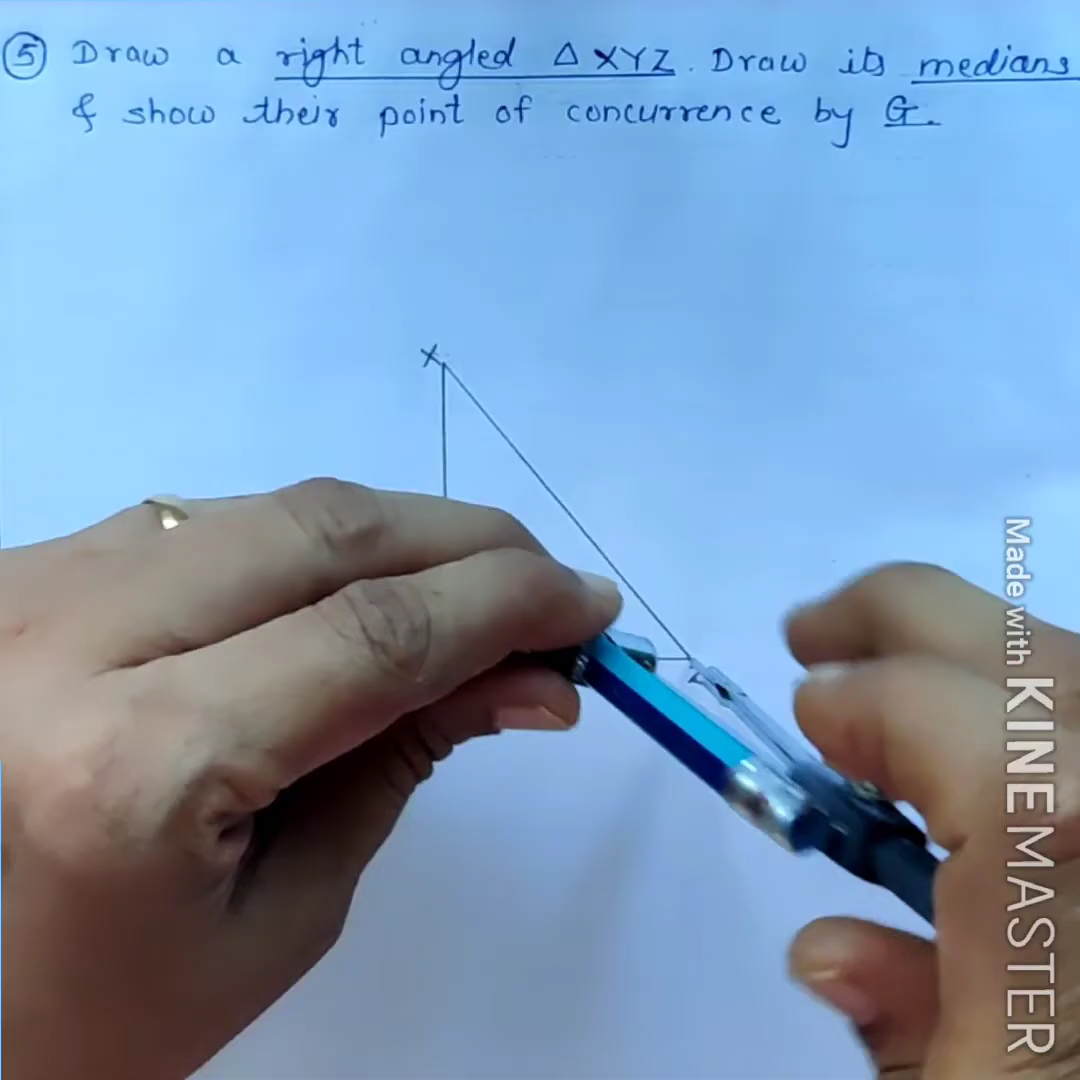 ⑤ Draw a right angled △XYZ. Draw its medians
& show their point of concurrence by G.
X
Made with KINEMASTER